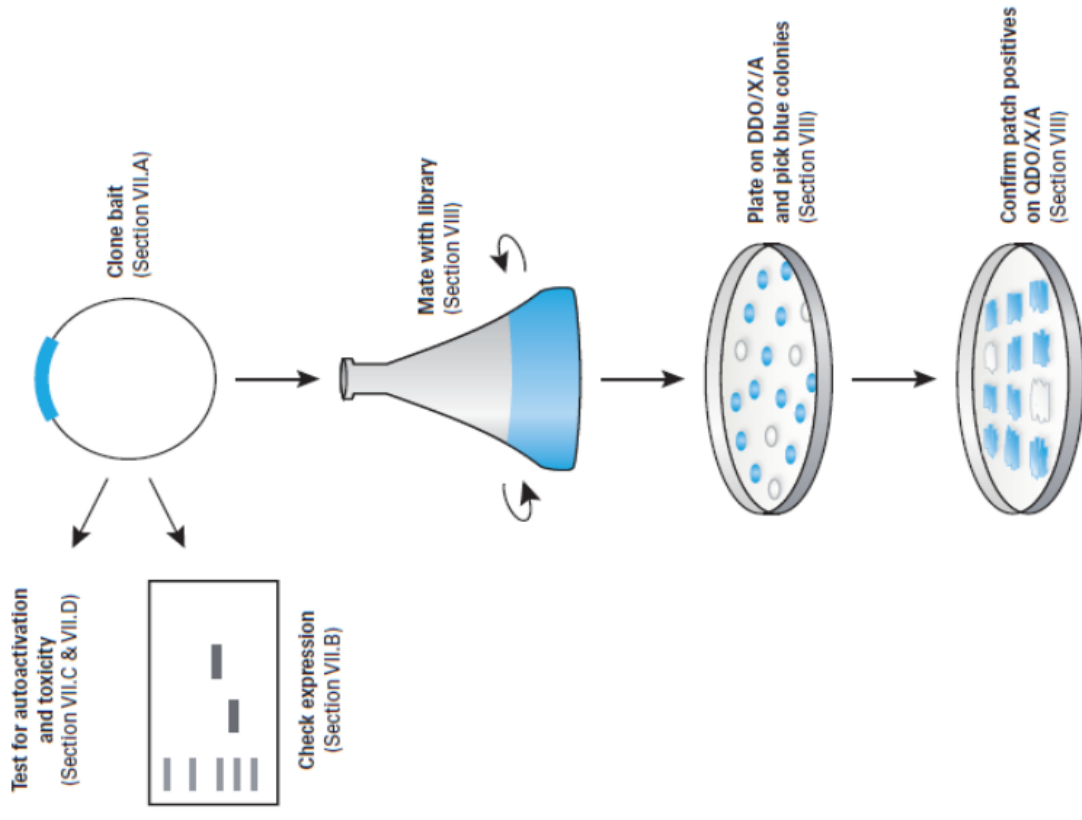 Test for autoactivation
and toxicity
(Section VII.C & VII.D)
Check expression
(Section VII.B)
Clone bait
(Section VII.A)
Mate with library
(Section VIII)
Plate on DDO/X/A
and pick blue colonies
(Section VIII)
Confirm patch positives
on QDO/X/A
(Section VIII)